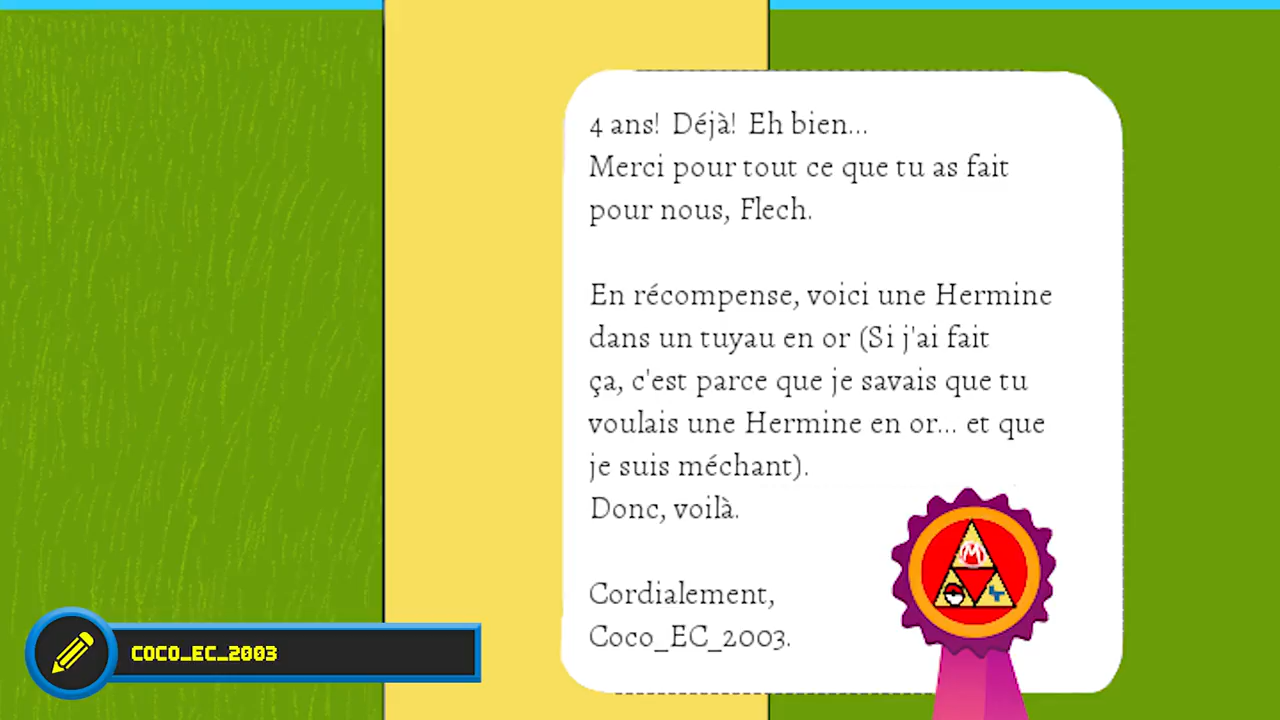 4 ans! Déjà! Eh bien...
Merci pour tout ce que tu as fait
pour nous, Flech.
En récompense, voici une Hermine
dans un tuyau en or (Si j'ai fait
ça, c'est parce que je savais que tu
voulais une Hermine en or... et que
je suis méchant).
Donc, voilà.
Cordialement,
Coco_EC_2003.
M
COCO_EC_2003